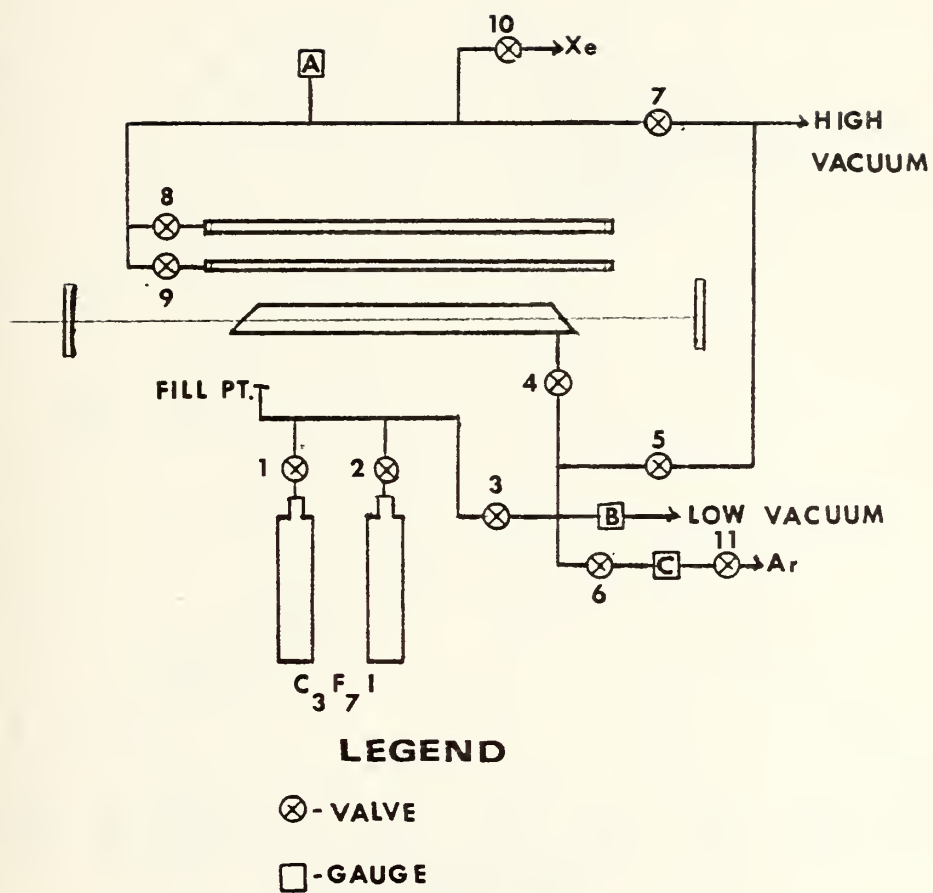 10
Xe
A
7
HIGH
VACUUM
8
9
4
FILL PT.
5
1
2
3
B
LOW VACUUM
11
C
Ar
6
C3F7I
LEGEND
- VALVE
- GAUGE